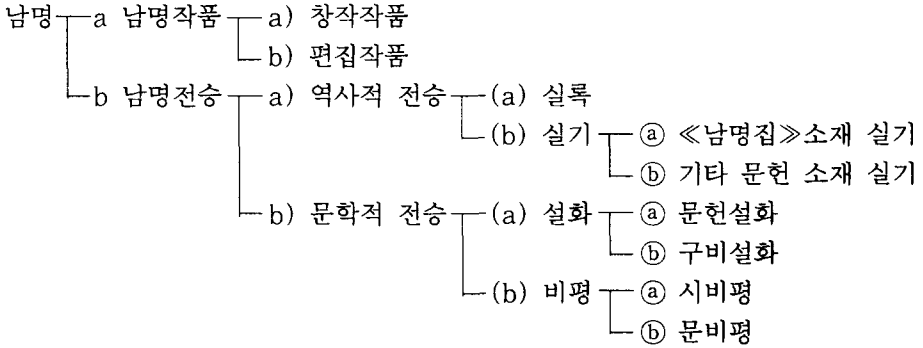 남명 a 남명작품 a) 창작작품
b) 편집작품
b 남명전승 a) 역사적 전승 (a) 실록
(b) 실기 ⓐ ≪남명집≫소재 실기
ⓑ 기타 문헌 소재 실기
b) 문학적 전승 (a) 설화 ⓐ 문헌설화
ⓑ 구비설화
(b) 비평 ⓐ 시비평
ⓑ 문비평